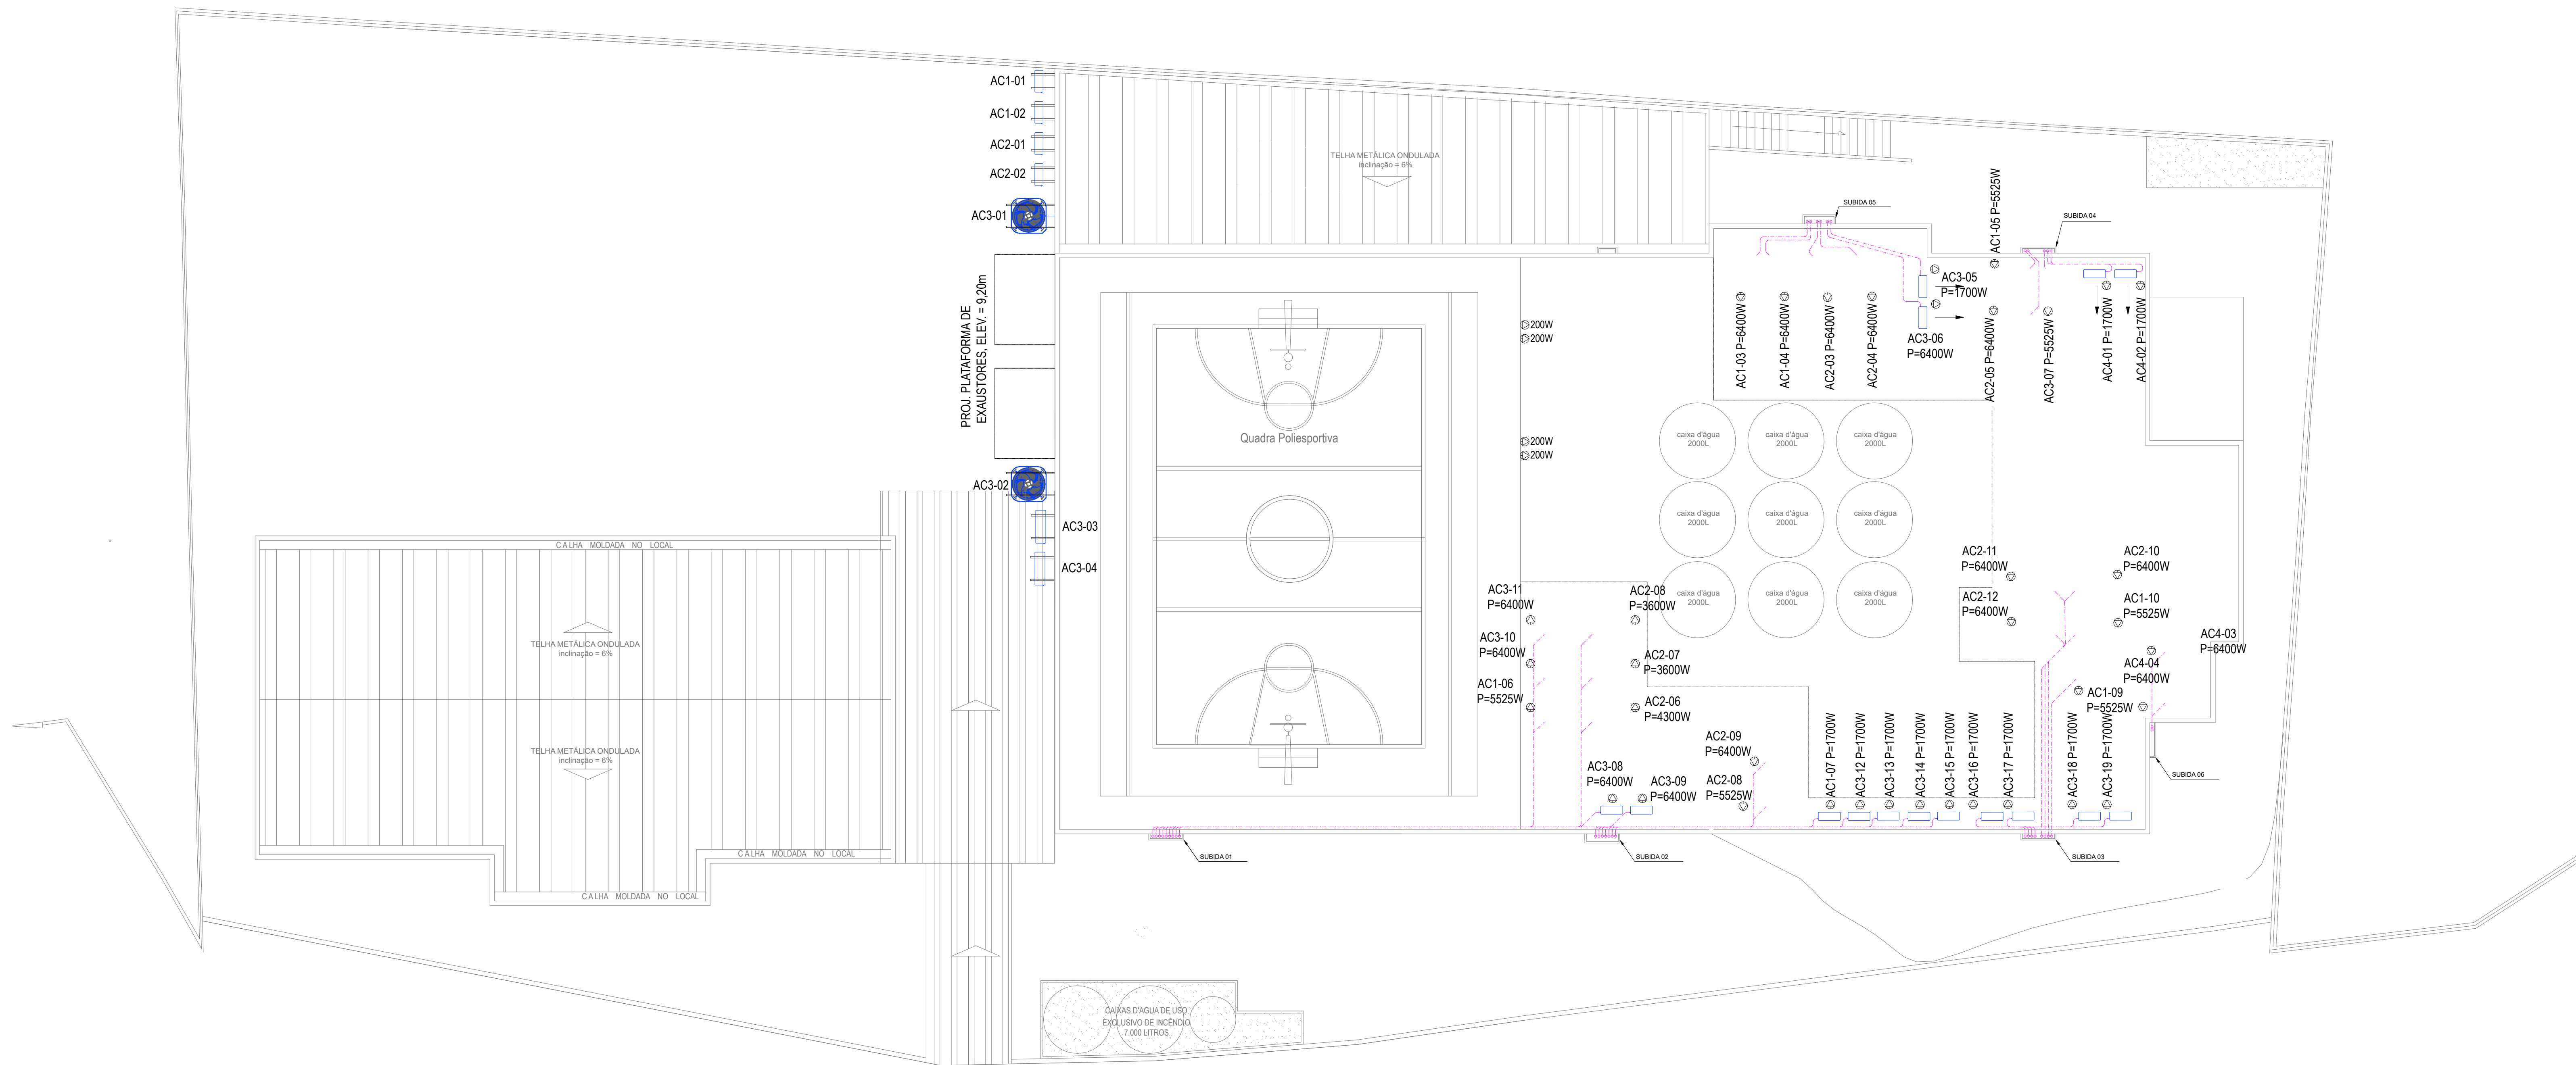 AC1-01
AC1-02
AC2-01
AC2-02
AC3-01
PROJ. PLATAFORMA DE
EXAUSTORES, ELEV. = 9,20m
AC3-02
AC3-03
AC3-04
TELHA METÁLICA ONDULADA
inclinação = 6%
SUBIDA 05
SUBIDA 04
AC1-05 P=5525W
AC3-05
P=1700W
AC3-06
P=6400W
AC1-03 P=6400W
AC1-04 P=6400W
AC2-03 P=6400W
AC2-04 P=6400W
AC2-05 P=6400W
AC3-07 P=5525W
AC4-01 P=1700W
AC4-02 P=1700W
200W
200W
200W
200W
Quadra Poliesportiva
caixa d'água
2000L
caixa d'água
2000L
caixa d'água
2000L
caixa d'água
2000L
caixa d'água
2000L
caixa d'água
2000L
caixa d'água
2000L
caixa d'água
2000L
caixa d'água
2000L
CALHA MOLDADA NO LOCAL
TELHA METÁLICA ONDULADA
inclinação = 6%
TELHA METÁLICA ONDULADA
inclinação = 6%
CALHA MOLDADA NO LOCAL
CALHA MOLDADA NO LOCAL
AC3-11
P=6400W
AC3-10
P=6400W
AC1-06
P=5525W
AC2-08
P=3600W
AC2-07
P=3600W
AC2-06
P=4300W
AC3-08
P=6400W
AC3-09
P=6400W
AC2-09
P=6400W
AC2-08
P=5525W
AC2-11
P=6400W
AC2-12
P=6400W
AC2-10
P=6400W
AC1-10
P=5525W
AC4-03
P=6400W
AC4-04
P=6400W
AC1-09
P=5525W
AC1-07 P=1700W
AC3-12 P=1700W
AC3-13 P=1700W
AC3-14 P=1700W
AC3-15 P=1700W
AC3-16 P=1700W
AC3-17 P=1700W
AC3-18 P=1700W
AC3-19 P=1700W
SUBIDA 06
SUBIDA 01
SUBIDA 02
SUBIDA 03
CAIXAS D'AGUA DE USO
EXCLUSIVO DE INCÊNDIO
7.000 LITROS